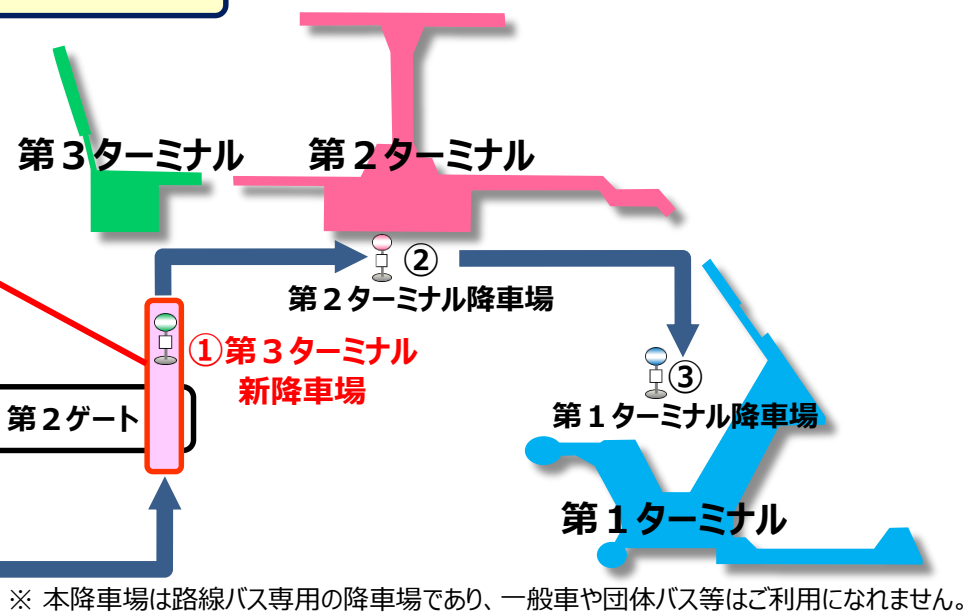 第３ターミナル
第２ターミナル
②
第２ターミナル降車場
①第３ターミナル
新降車場
③
第１ターミナル降車場
第２ゲート
第１ターミナル
※ 本降車場は路線バス専用の降車場であり、一般車や団体バス等はご利用になれません。